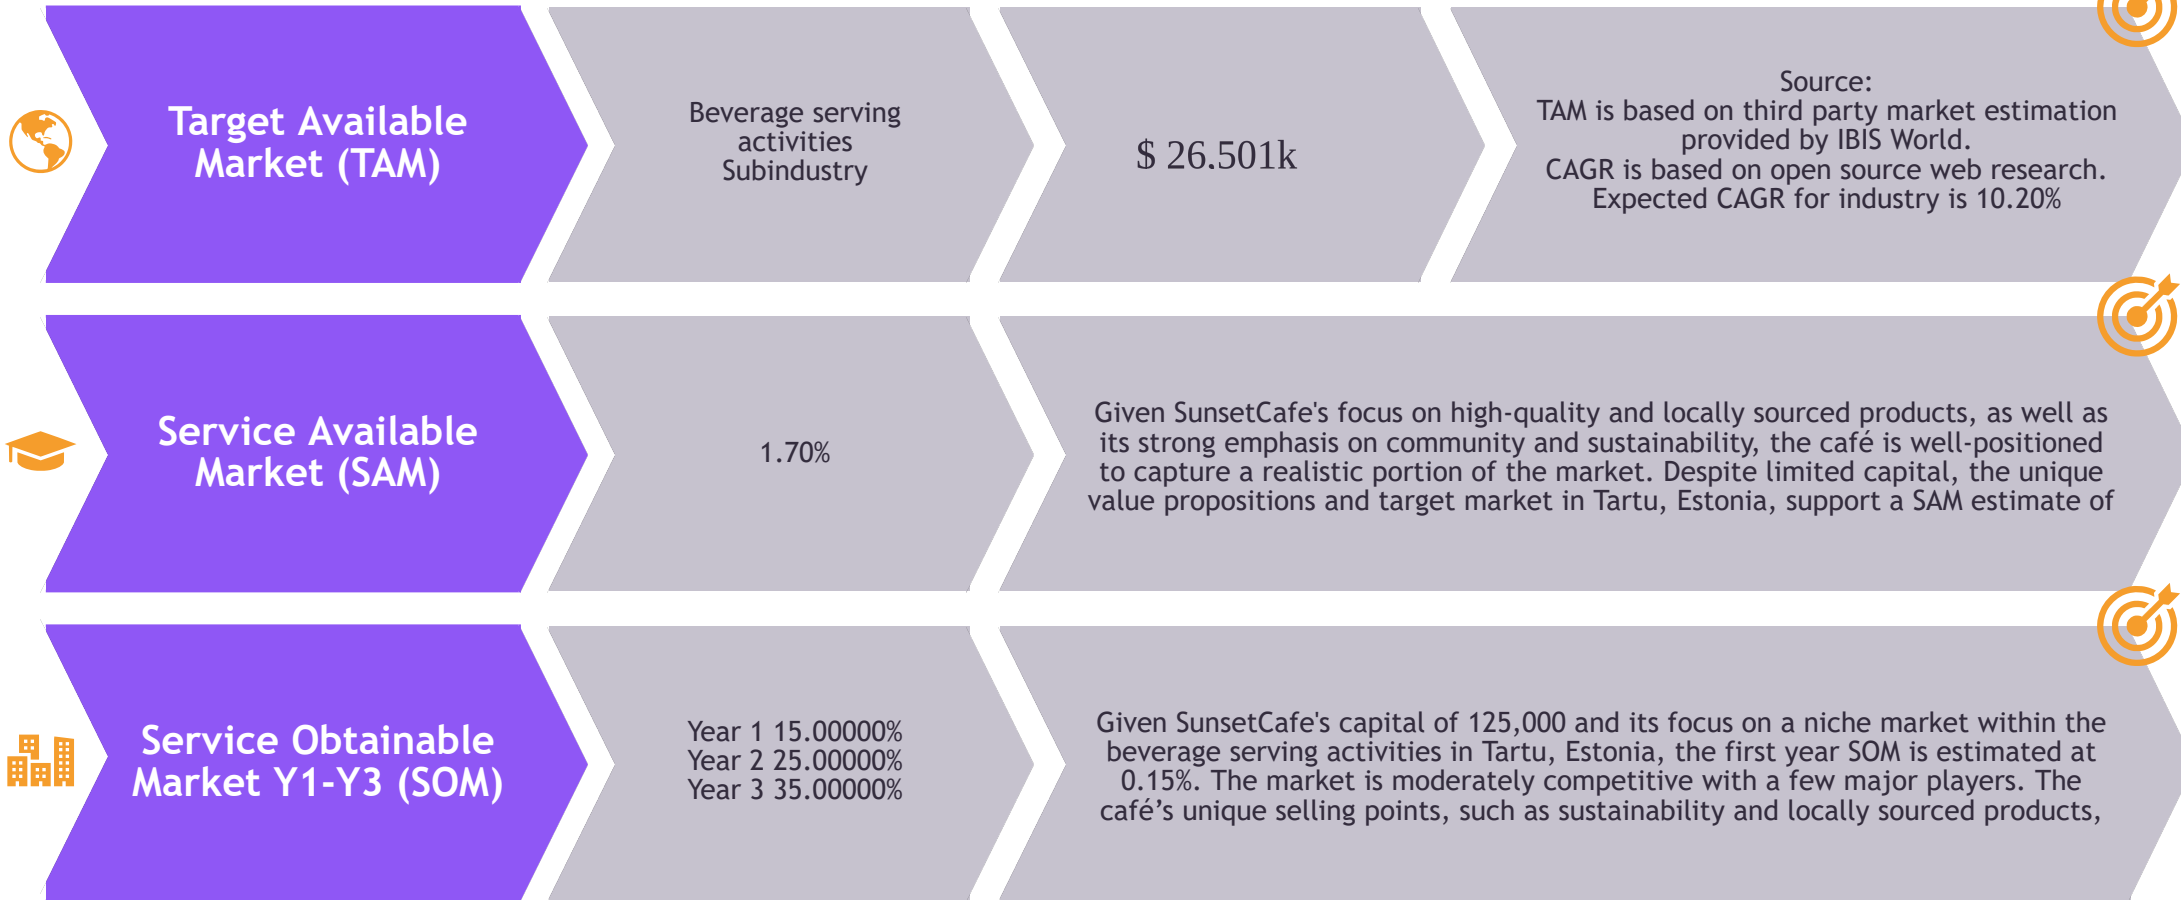 Target Available
Market (TAM)
Beverage serving
activities
Subindustry
$ 26.501k
Source:
TAM is based on third party market estimation
provided by IBIS World.
CAGR is based on open source web research.
Expected CAGR for industry is 10.20%
Service Available
Market (SAM)
1.70%
Given SunsetCafe's focus on high-quality and locally sourced products, as well as
its strong emphasis on community and sustainability, the café is well-positioned
to capture a realistic portion of the market. Despite limited capital, the unique
value propositions and target market in Tartu, Estonia, support a SAM estimate of
Service Obtainable
Market Y1-Y3 (SOM)
Year 1 15.00000%
Year 2 25.00000%
Year 3 35.00000%
Given SunsetCafe's capital of 125,000 and its focus on a niche market within the
beverage serving activities in Tartu, Estonia, the first year SOM is estimated at
0.15%. The market is moderately competitive with a few major players. The
café’s unique selling points, such as sustainability and locally sourced products,